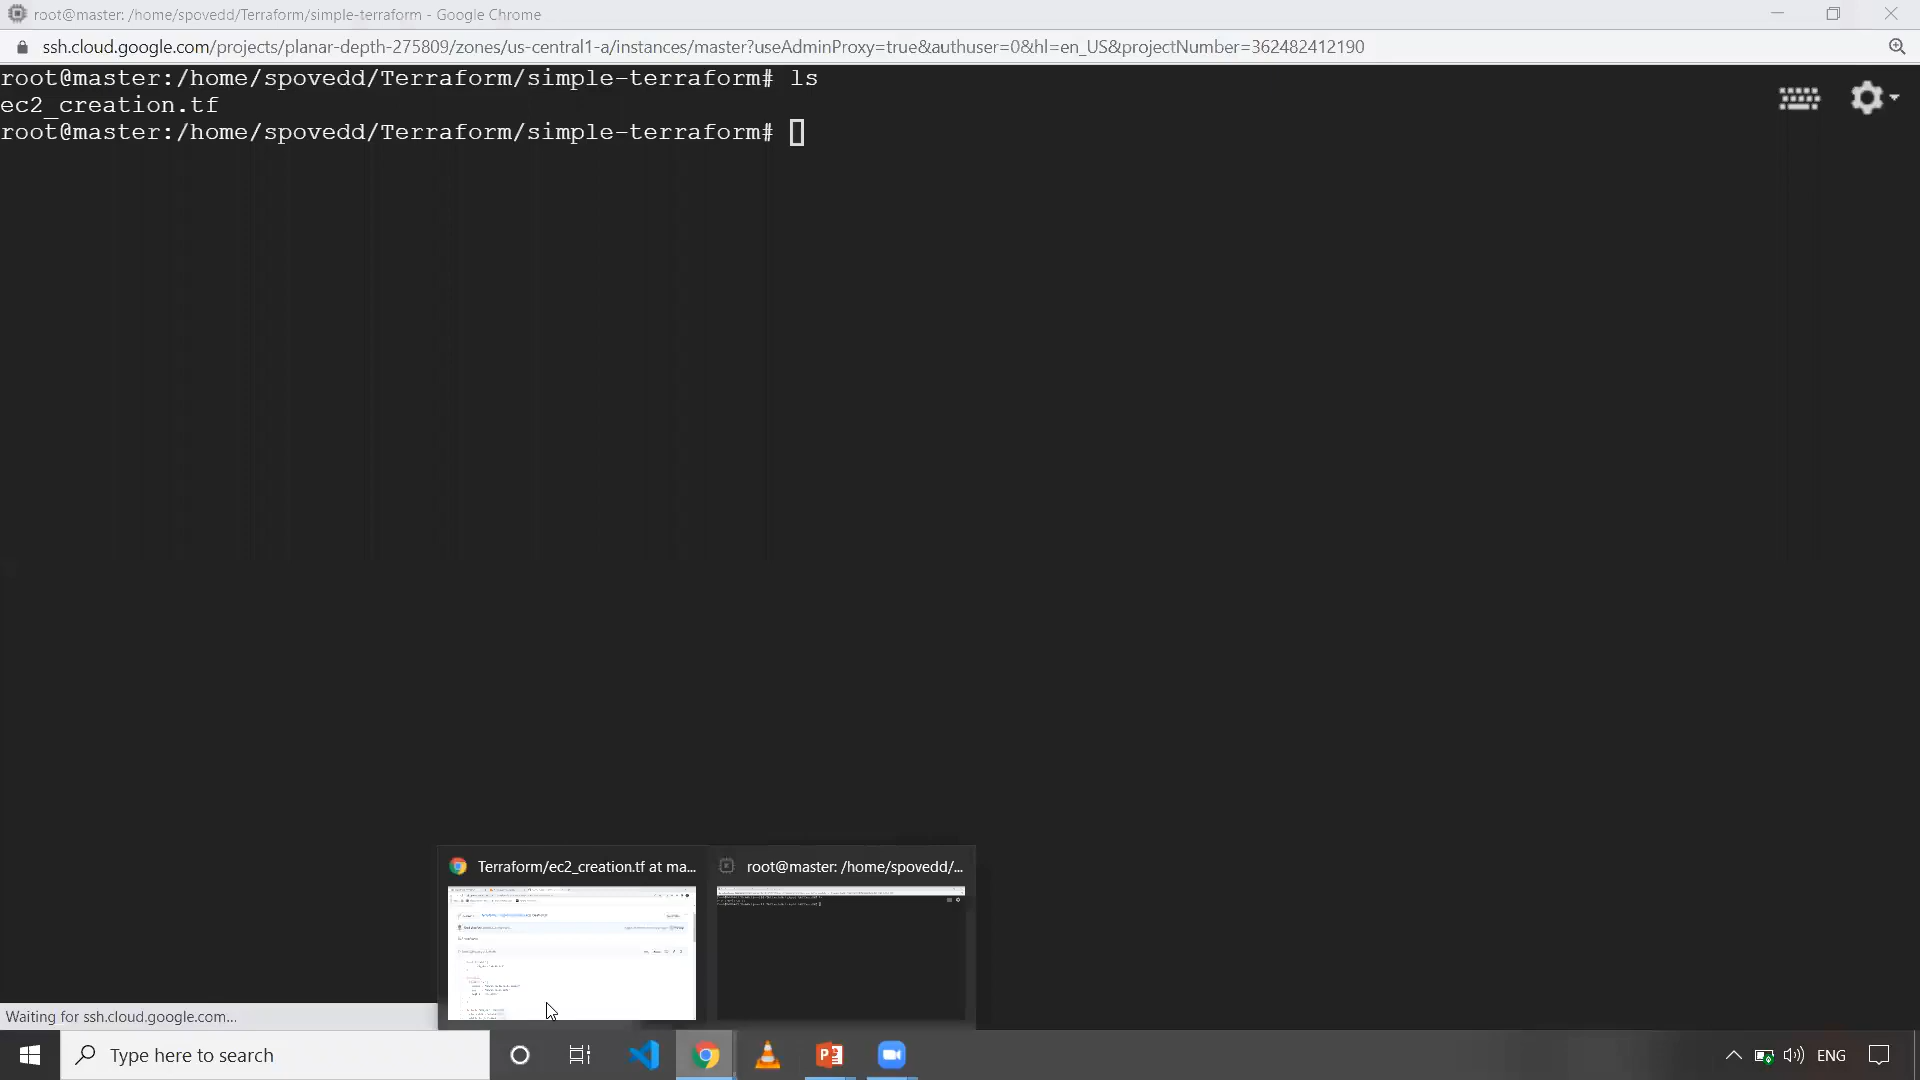 root@master: /home/spovedd/Terraform/simple-terraform - Google Chrome
ssh.cloud.google.com/projects/planar-depth-275809/zones/us-central1-a/instances/master?useAdminProxy=true&authuser=0&hl=en_US&projectNumber=362482412190
root@master:/home/spovedd/Terraform/simple-terraform# ls
ec2_creation.tf
root@master:/home/spovedd/Terraform/simple-terraform#
Terraform/ec2_creation.tf at ma...
root@master: /home/spovedd/...
Waiting for ssh.cloud.google.com...
Type here to search
ENG